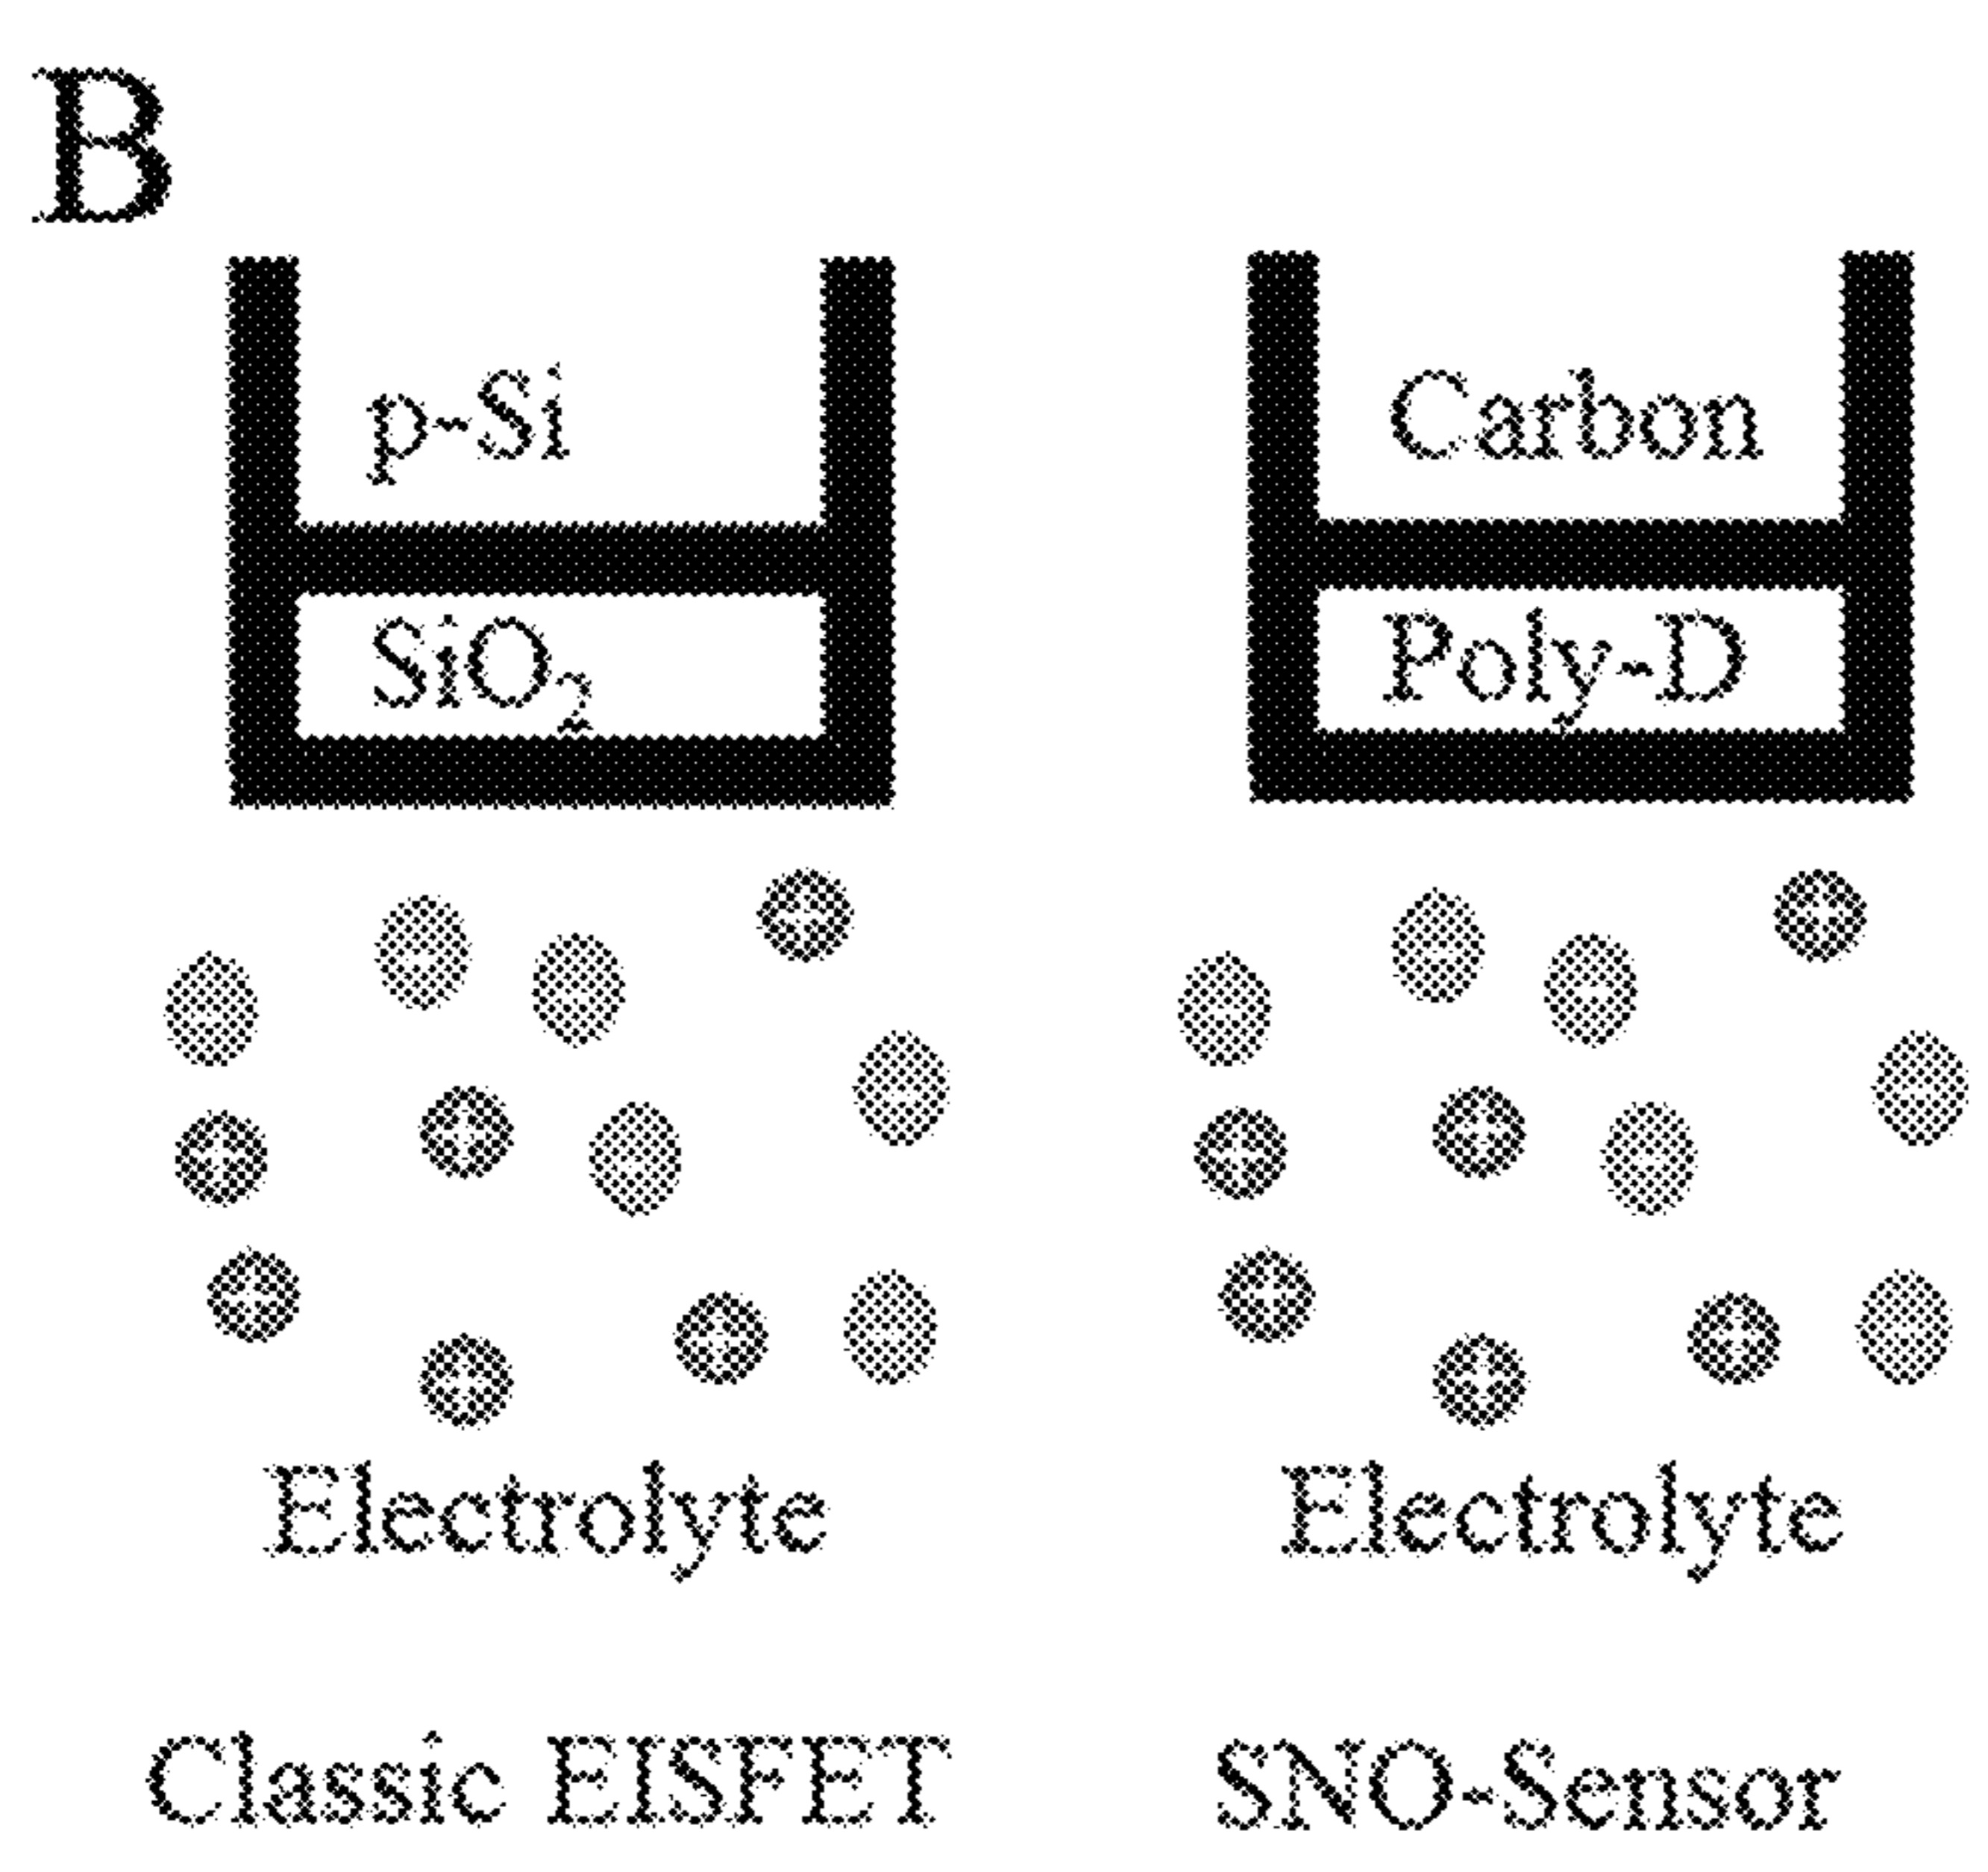 B
p-Si
Carbon
SiO₂
Poly-D
Electrolyte
Electrolyte
Classic EISFET
SNO-Sensor